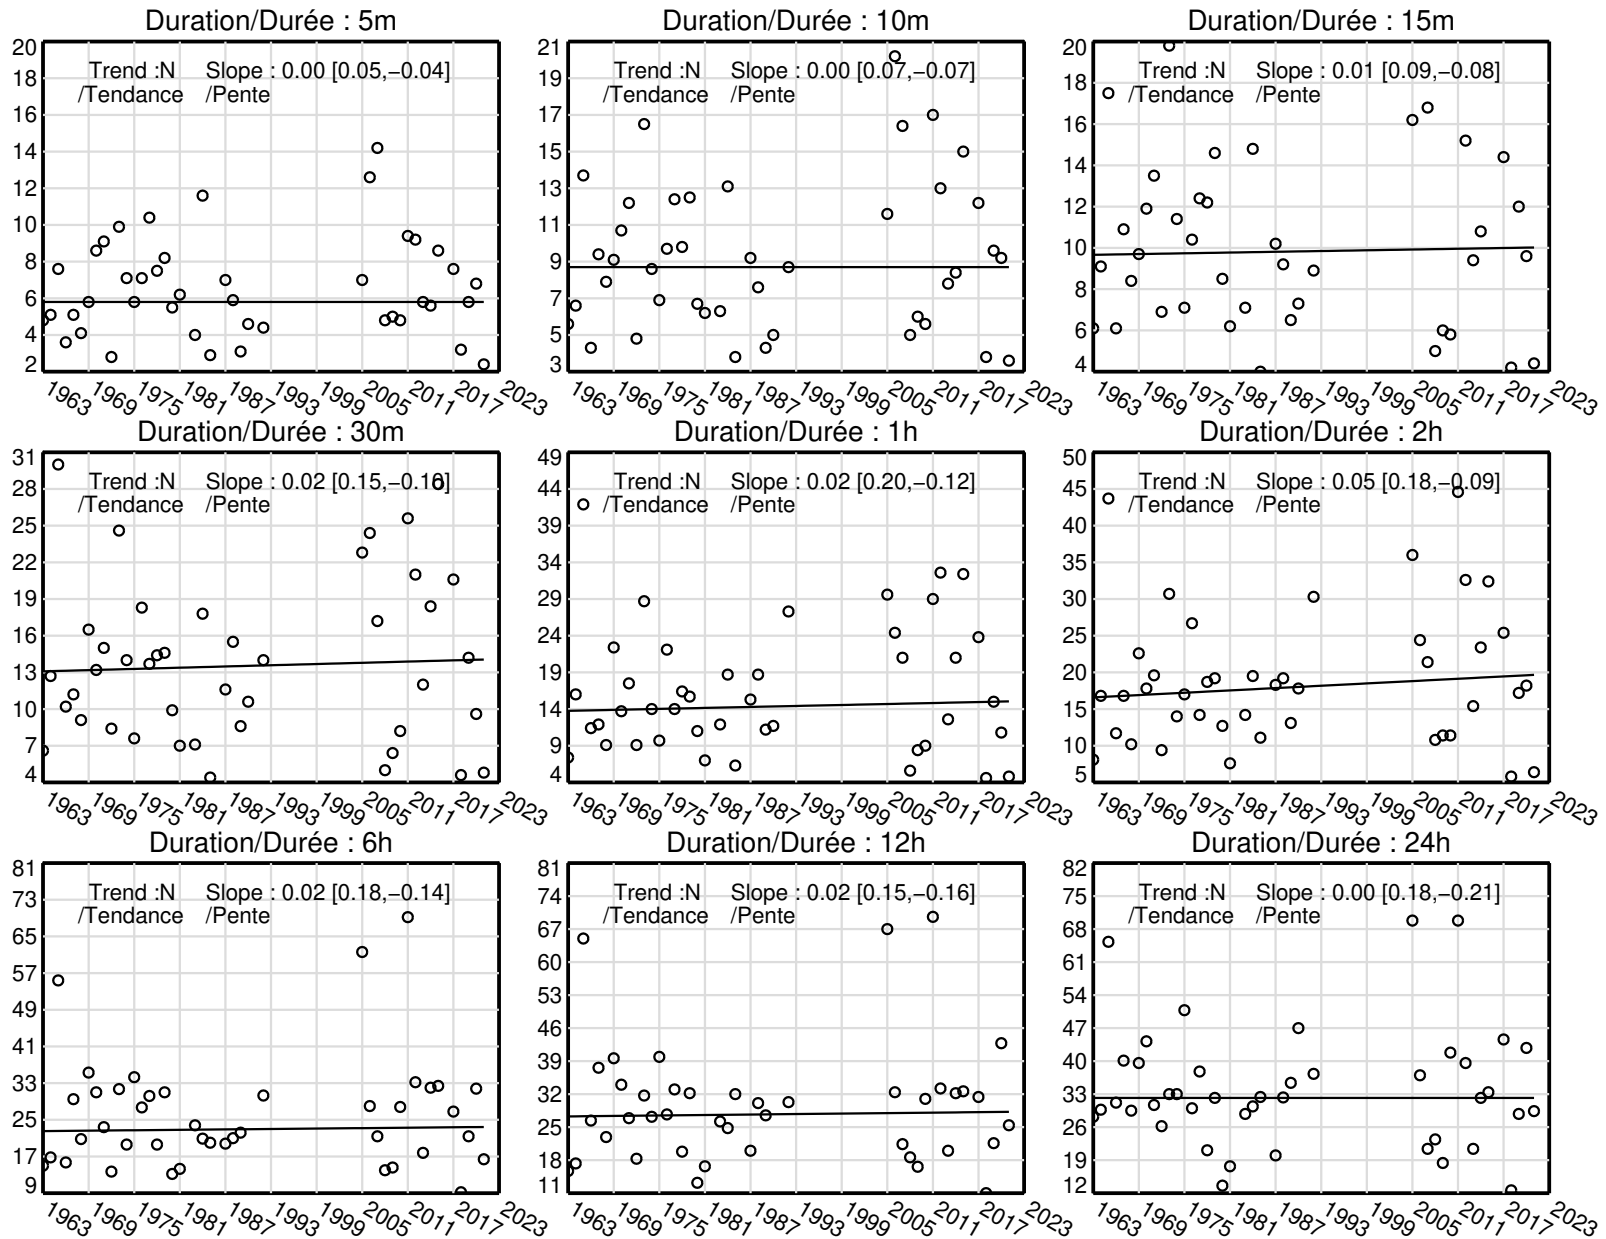 Duration/Durée : 5m
20
18
16
14
12
10
8
6
4
2
Trend :N Slope : 0.00 [0.05,−0.04]
/Tendance /Pente
1963 1969 1975 1981 1987 1993 1999 2005 2011 2017 2023
Duration/Durée : 10m
21
19
17
15
13
11
9
7
5
3
Trend :N Slope : 0.00 [0.07,−0.07]
/Tendance /Pente
1963 1969 1975 1981 1987 1993 1999 2005 2011 2017 2023
Duration/Durée : 15m
20
18
16
14
12
10
8
6
4
Trend :N Slope : 0.01 [0.09,−0.08]
/Tendance /Pente
1963 1969 1975 1981 1987 1993 1999 2005 2011 2017 2023
Duration/Durée : 30m
31
28
25
22
19
16
13
10
7
4
Trend :N Slope : 0.02 [0.15,−0.16]
/Tendance /Pente
1963 1969 1975 1981 1987 1993 1999 2005 2011 2017 2023
Duration/Durée : 1h
49
44
39
34
29
24
19
14
9
4
Trend :N Slope : 0.02 [0.20,−0.12]
/Tendance /Pente
1963 1969 1975 1981 1987 1993 1999 2005 2011 2017 2023
Duration/Durée : 2h
50
45
40
35
30
25
20
15
10
5
Trend :N Slope : 0.05 [0.18,−0.09]
/Tendance /Pente
1963 1969 1975 1981 1987 1993 1999 2005 2011 2017 2023
Duration/Durée : 6h
81
73
65
57
49
41
33
25
17
9
Trend :N Slope : 0.02 [0.18,−0.14]
/Tendance /Pente
1963 1969 1975 1981 1987 1993 1999 2005 2011 2017 2023
Duration/Durée : 12h
81
74
67
60
53
46
39
32
25
18
11
Trend :N Slope : 0.02 [0.15,−0.16]
/Tendance /Pente
1963 1969 1975 1981 1987 1993 1999 2005 2011 2017 2023
Duration/Durée : 24h
82
75
68
61
54
47
40
33
26
19
12
Trend :N Slope : 0.00 [0.18,−0.21]
/Tendance /Pente
1963 1969 1975 1981 1987 1993 1999 2005 2011 2017 2023